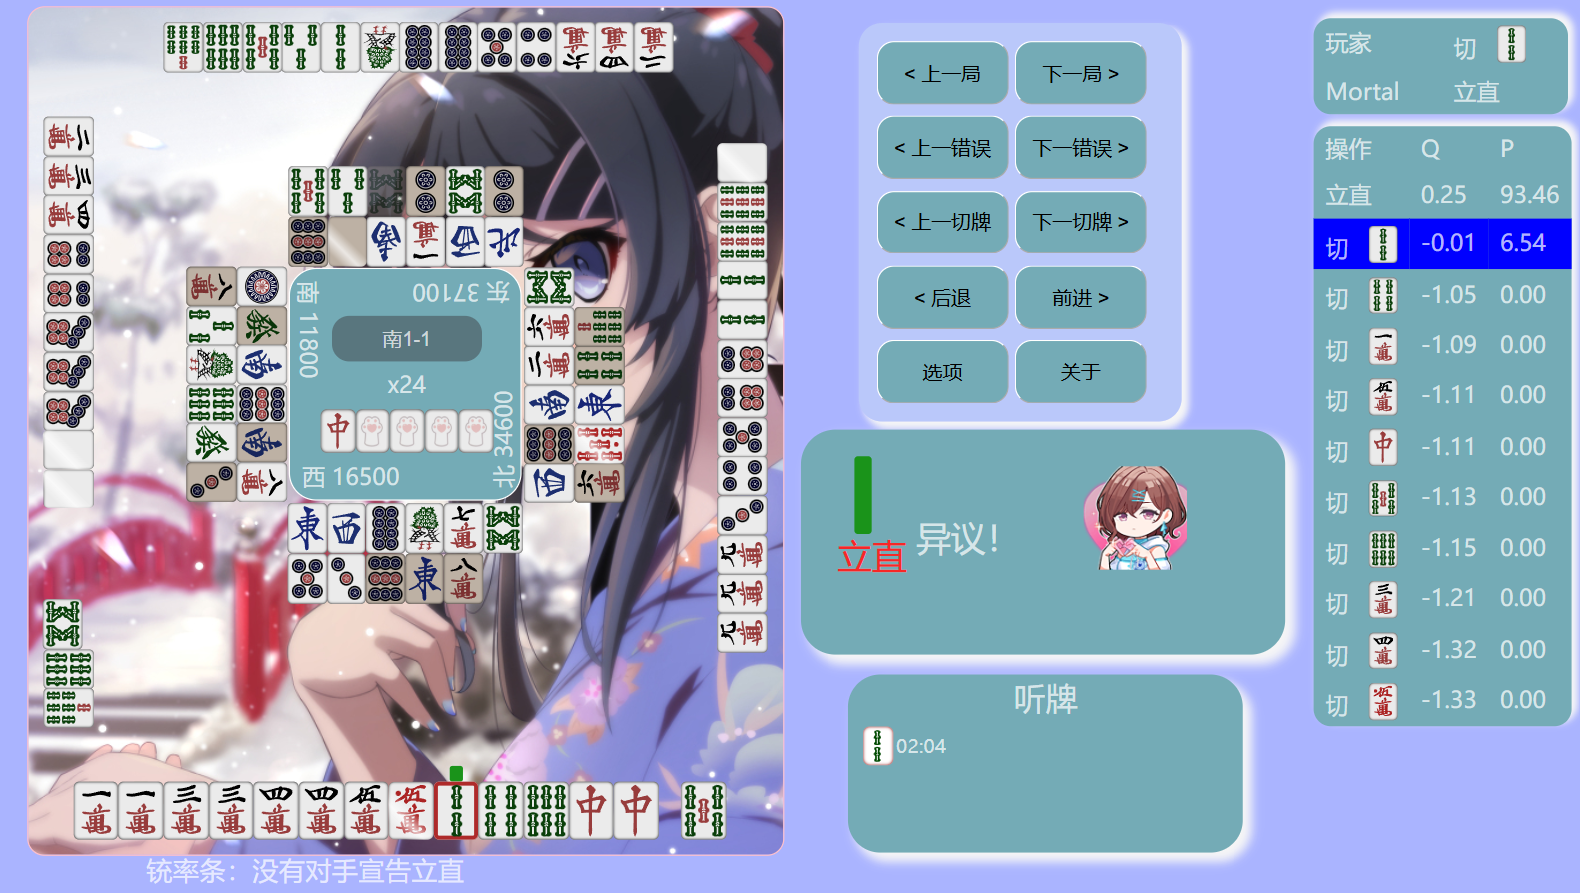 < 上一局
下一局 >
< 上一错误
下一错误 >
< 上一切牌
下一切牌 >
< 后退
前进 >
选项
关于
东 37100
南 11800
南1-1
x24
北 34600
西 16500
立直
异议！
听牌
02:04
铳率条：没有对手宣告立直
玩家
切
Mortal
立直
操作 Q P
立直 0.25 93.46
切 -0.01 6.54
切 -1.05 0.00
切 -1.09 0.00
切 -1.11 0.00
切 -1.11 0.00
切 -1.13 0.00
切 -1.15 0.00
切 -1.21 0.00
切 -1.32 0.00
切 -1.33 0.00